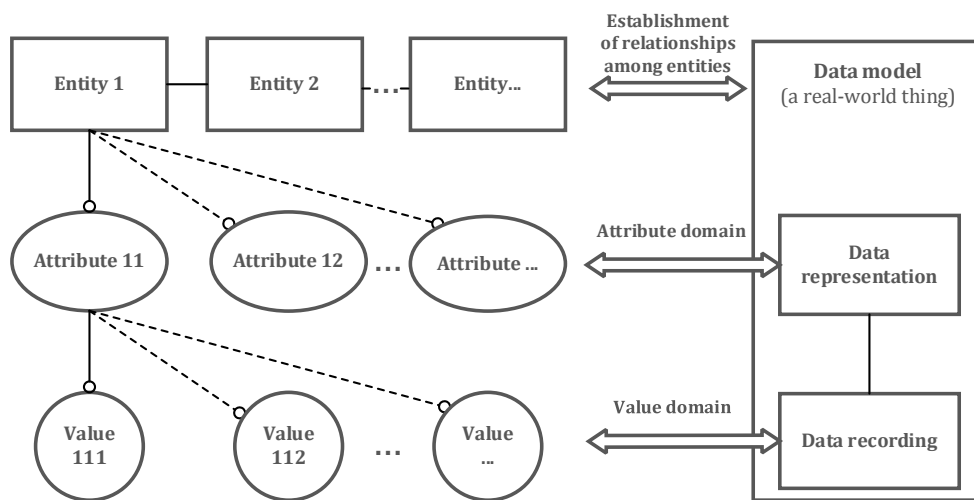 Establishment
of relationships
among entities
Entity 1
Entity 2
...
Entity...
Data model
(a real-world thing)
Attribute 11
Attribute 12
...
Attribute ...
Attribute domain
Data
representation
Value
111
Value
112
...
Value
...
Value domain
Data recording